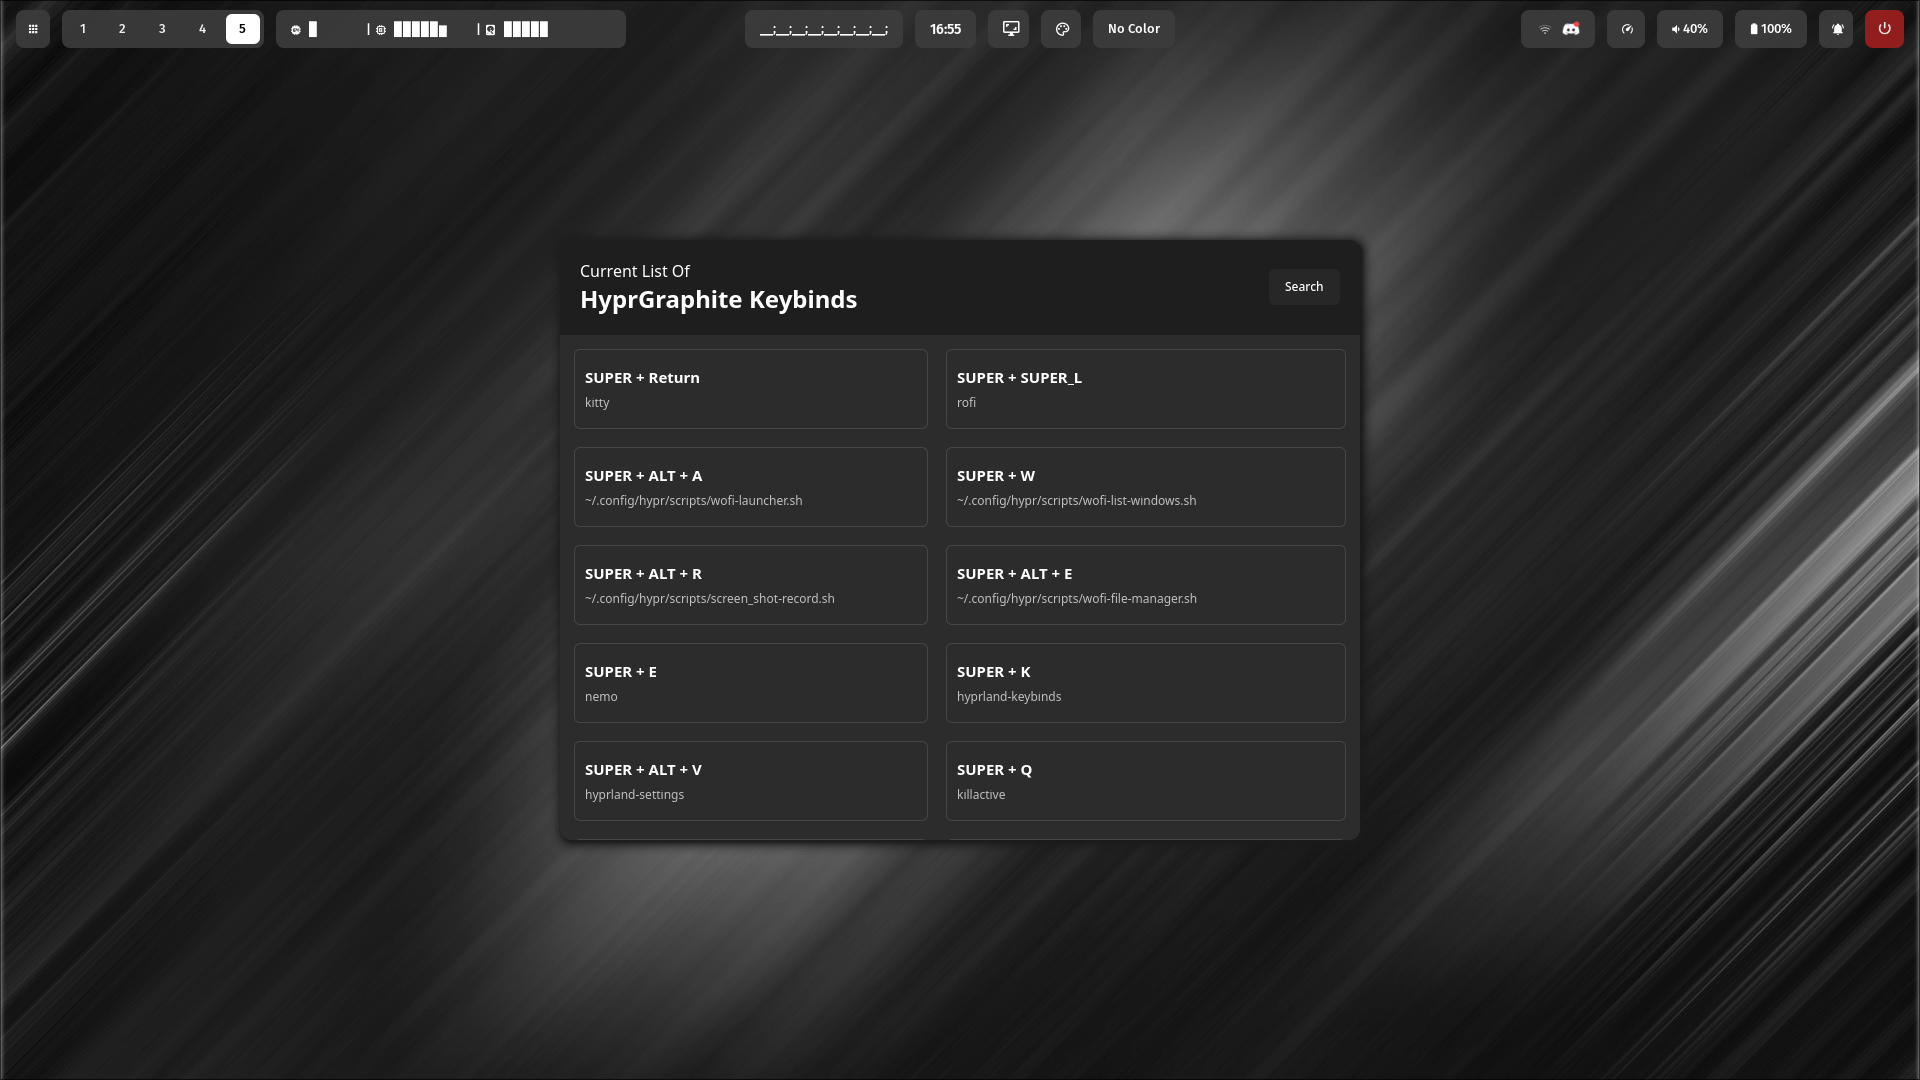 1 2 3 4 5
16:55
No Color
40%
100%
Current List Of
HyprGraphite Keybinds
Search
SUPER + Return
kitty
SUPER + SUPER_L
rofi
SUPER + ALT + A
~/.config/hypr/scripts/wofi-launcher.sh
SUPER + W
~/.config/hypr/scripts/wofi-list-windows.sh
SUPER + ALT + R
~/.config/hypr/scripts/screen_shot-record.sh
SUPER + ALT + E
~/.config/hypr/scripts/wofi-file-manager.sh
SUPER + E
nemo
SUPER + K
hyprland-keybinds
SUPER + ALT + V
hyprland-settings
SUPER + Q
killactive